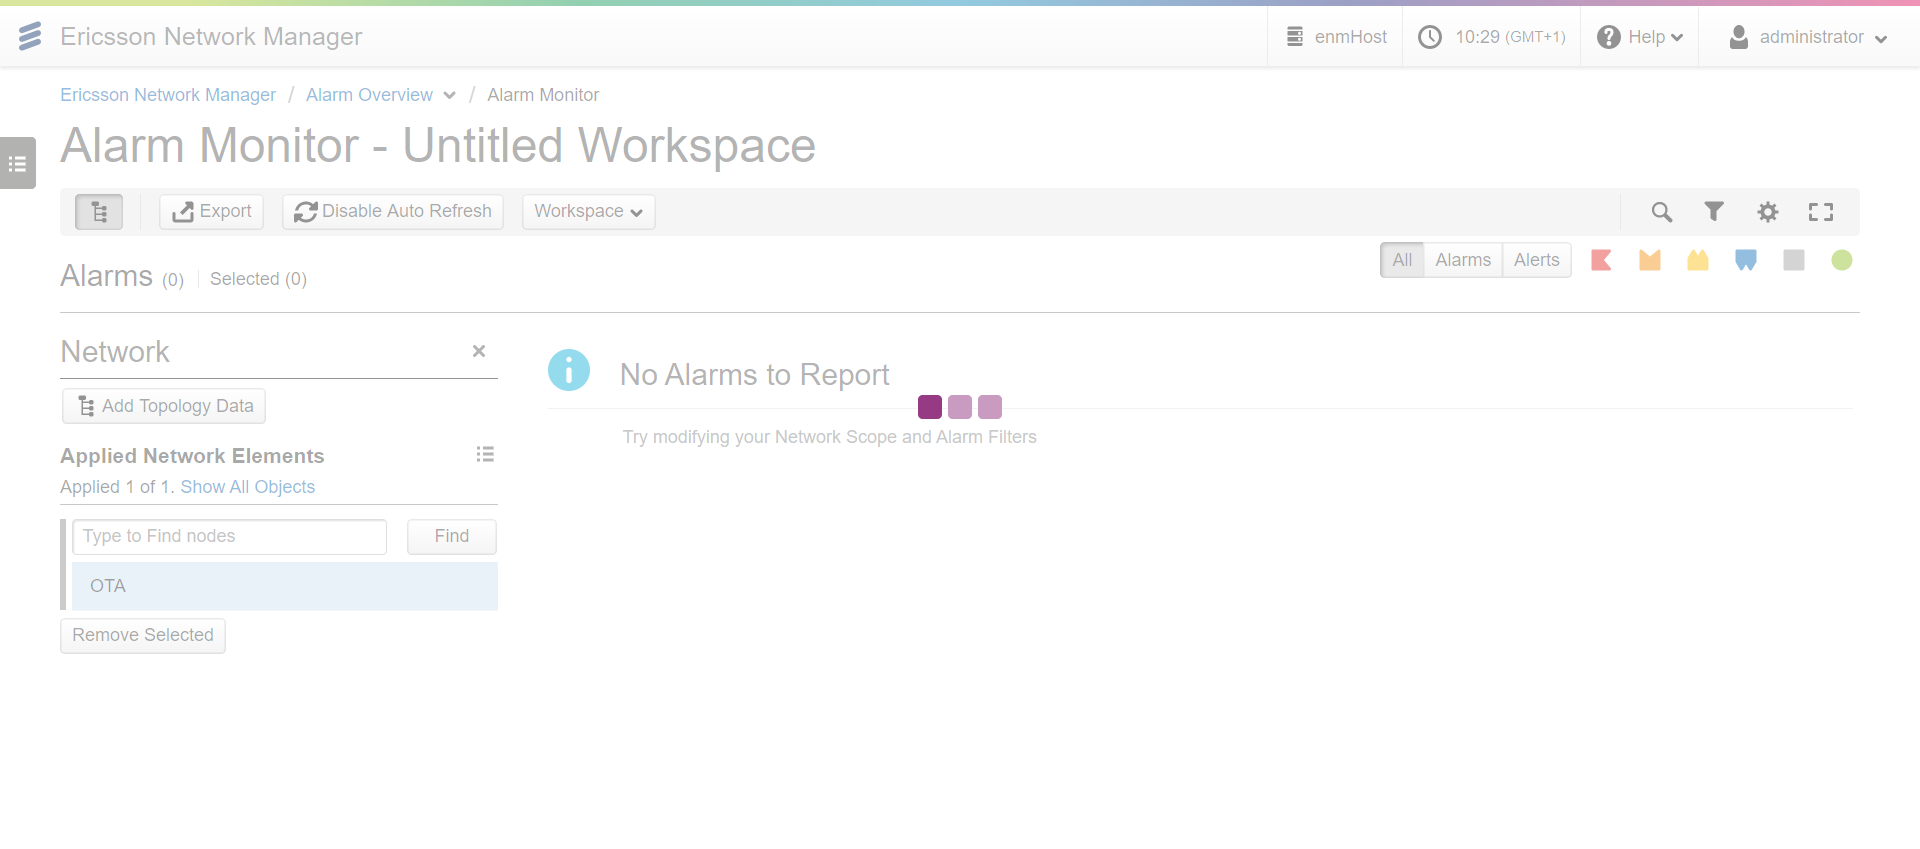 Ericsson Network Manager
enmHost
10:29 (GMT+1)
Help
administrator
Ericsson Network Manager / Alarm Overview / Alarm Monitor
Alarm Monitor - Untitled Workspace
Export
Disable Auto Refresh
Workspace
Alarms (0)
Selected (0)
All
Alarms
Alerts
Network
Add Topology Data
Applied Network Elements
Applied 1 of 1. Show All Objects
Type to Find nodes
Find
OTA
Remove Selected
No Alarms to Report
Try modifying your Network Scope and Alarm Filters